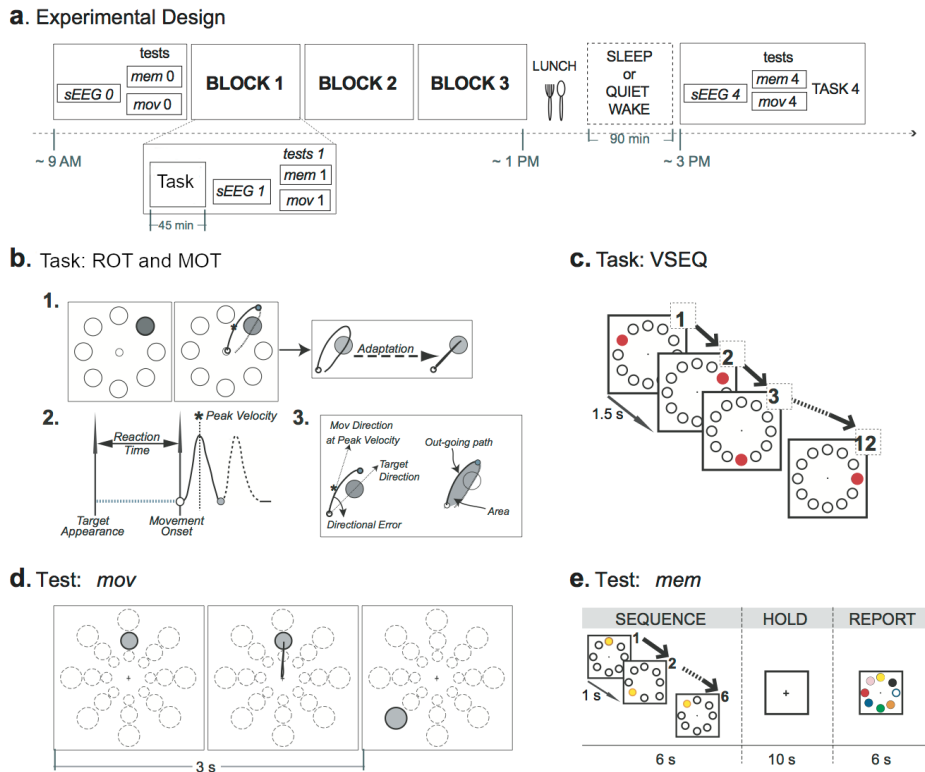 a. Experimental Design
tests
sEEG 0
mem 0
mov 0
BLOCK 1
BLOCK 2
BLOCK 3
LUNCH
SLEEP
or
QUIET
WAKE
tests
sEEG 4
mem 4
mov 4
TASK 4
~ 9 AM
~ 1 PM
90 min
~ 3 PM
Task
sEEG 1
tests 1
mem 1
mov 1
45 min
b. Task: ROT and MOT
1.
*
Adaptation
2.
* Peak Velocity
Reaction
Time
Target
Appearance
Movement
Onset
3.
Mov Direction
at Peak Velocity
*
Target
Direction
Directional Error
Out-going path
Area
c. Task: VSEQ
1
2
3
12
1.5 s
d. Test: mov
3 s
e. Test: mem
SEQUENCE
HOLD
REPORT
1
2
6
1 s
6 s
10 s
6 s